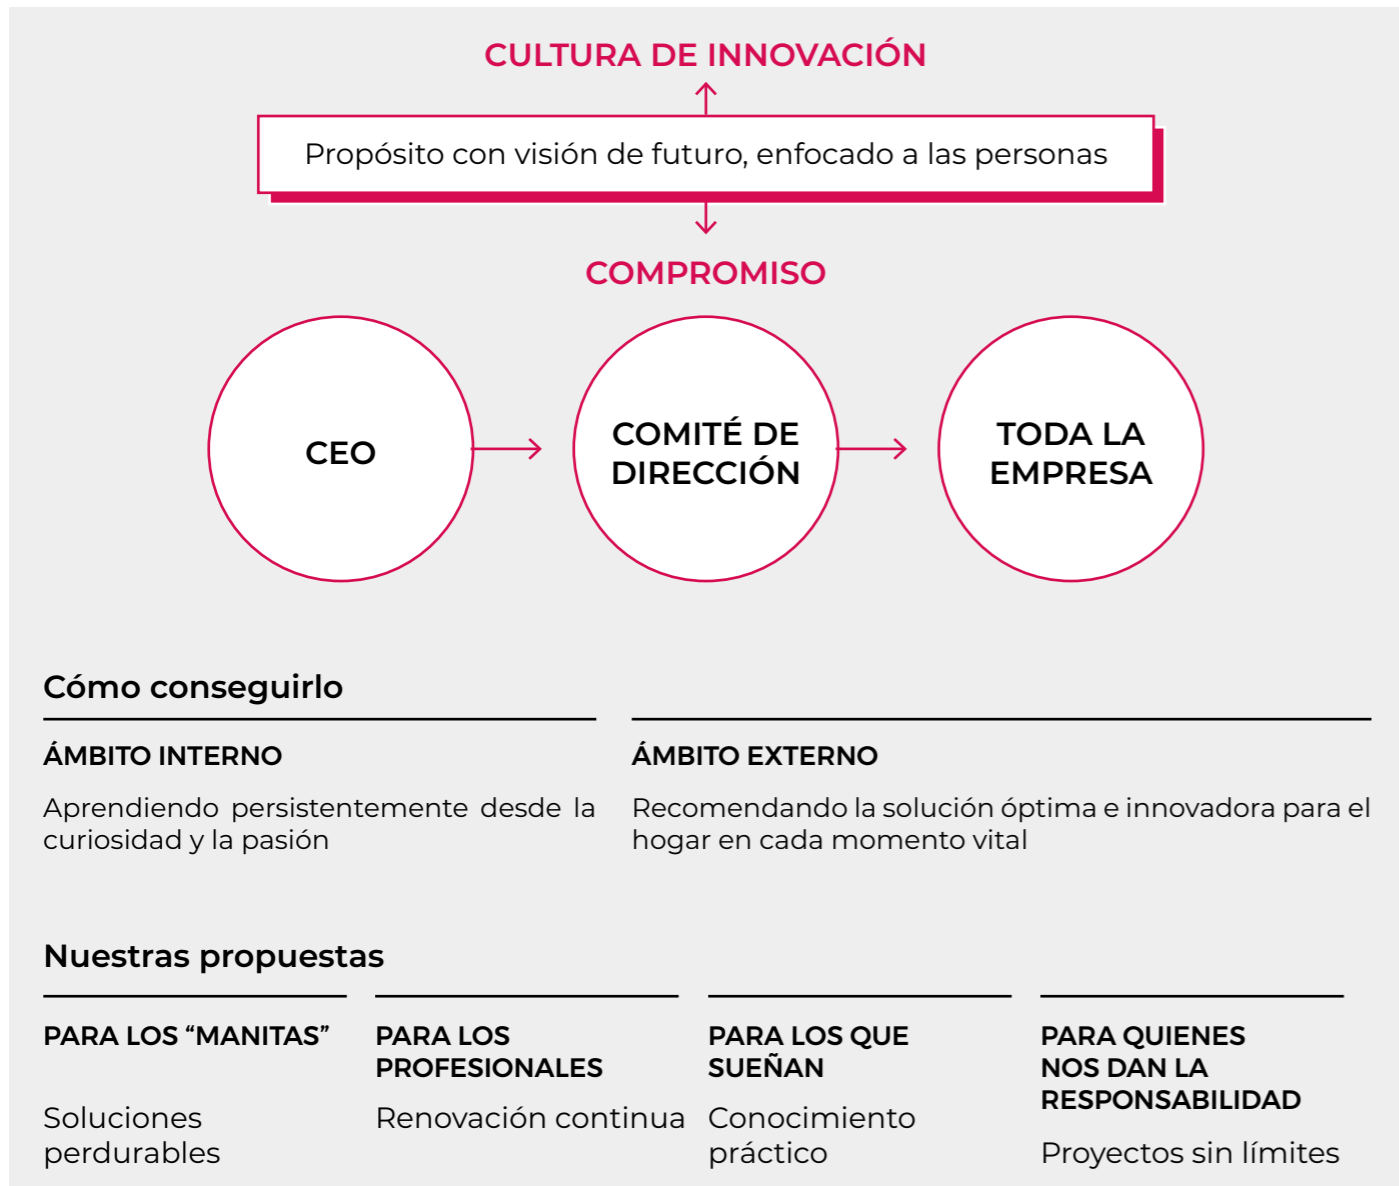 CULTURA DE INNOVACIÓN
Propósito con visión de futuro, enfocado a las personas
COMPROMISO
CEO
COMITÉ DE
DIRECCIÓN
TODA LA
EMPRESA
Cómo conseguirlo
ÁMBITO INTERNO
Aprendiendo persistentemente desde la
curiosidad y la pasión
ÁMBITO EXTERNO
Recomendando la solución óptima e innovadora para el
hogar en cada momento vital
Nuestras propuestas
PARA LOS “MANITAS”
Soluciones
perdurables
PARA LOS
PROFESIONALES
Renovación continua
PARA LOS QUE
SUEÑAN
Conocimiento
práctico
PARA QUIENES
NOS DAN LA
RESPONSABILIDAD
Proyectos sin límites